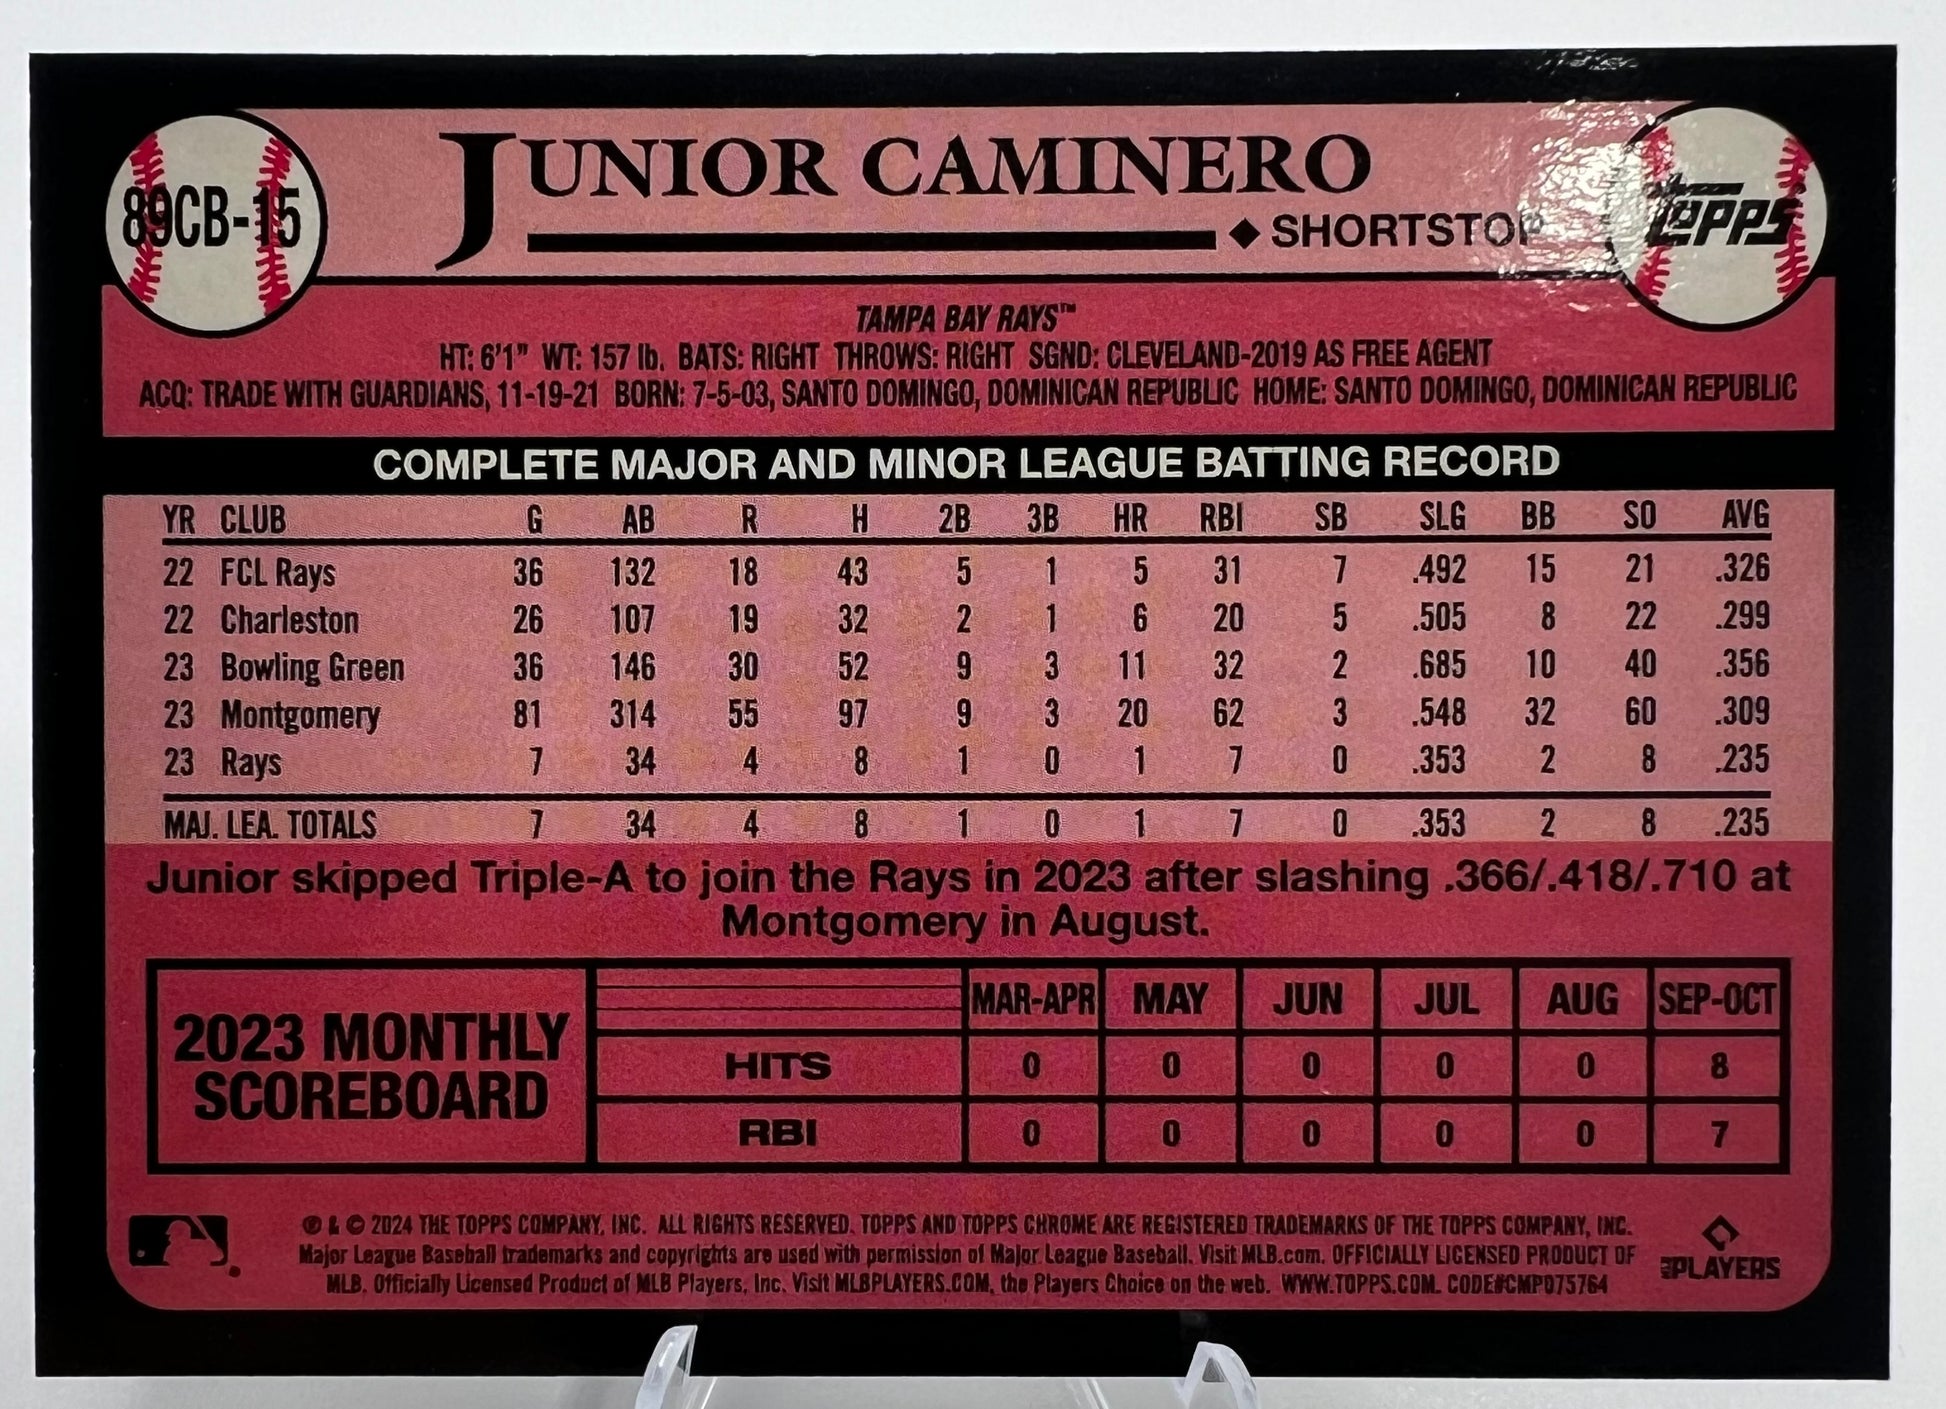 89CB-15
JUNIOR CAMINERO
◆ SHORTSTOP
TOPPS
TAMPA BAY RAYS™
HT: 6'1" WT: 157 lb. BATS: RIGHT THROWS: RIGHT SGND: CLEVELAND-2019 AS FREE AGENT
ACQ: TRADE WITH GUARDIANS, 11-19-21 BORN: 7-5-03, SANTO DOMINGO, DOMINICAN REPUBLIC HOME: SANTO DOMINGO, DOMINICAN REPUBLIC
COMPLETE MAJOR AND MINOR LEAGUE BATTING RECORD
YR CLUB G AB R H 2B 3B HR RBI SB SLG BB SO AVG
22 FCL Rays 36 132 18 43 5 1 5 31 7 .492 15 21 .326
22 Charleston 26 107 19 32 2 1 6 20 5 .505 8 22 .299
23 Bowling Green 36 146 30 52 9 3 11 32 2 .685 10 40 .356
23 Montgomery 81 314 55 97 9 3 20 62 3 .548 32 60 .309
23 Rays 7 34 4 8 1 0 1 7 0 .353 2 8 .235
MAJ. LEA. TOTALS 7 34 4 8 1 0 1 7 0 .353 2 8 .235
Junior skipped Triple-A to join the Rays in 2023 after slashing .366/.418/.710 at
Montgomery in August.
2023 MONTHLY
SCOREBOARD
MAR-APR MAY JUN JUL AUG SEP-OCT
HITS 0 0 0 0 0 8
RBI 0 0 0 0 0 7
® & © 2024 THE TOPPS COMPANY, INC. ALL RIGHTS RESERVED. TOPPS AND TOPPS CHROME ARE REGISTERED TRADEMARKS OF THE TOPPS COMPANY, INC.
Major League Baseball trademarks and copyrights are used with permission of Major League Baseball. Visit MLB.com. OFFICIALLY LICENSED PRODUCT OF
MLB. Officially Licensed Product of MLB Players, Inc. Visit MLBPLAYERS.COM, the Players Choice on the web. WWW.TOPPS.COM. CODE#CMP075764
MLB PLAYERS